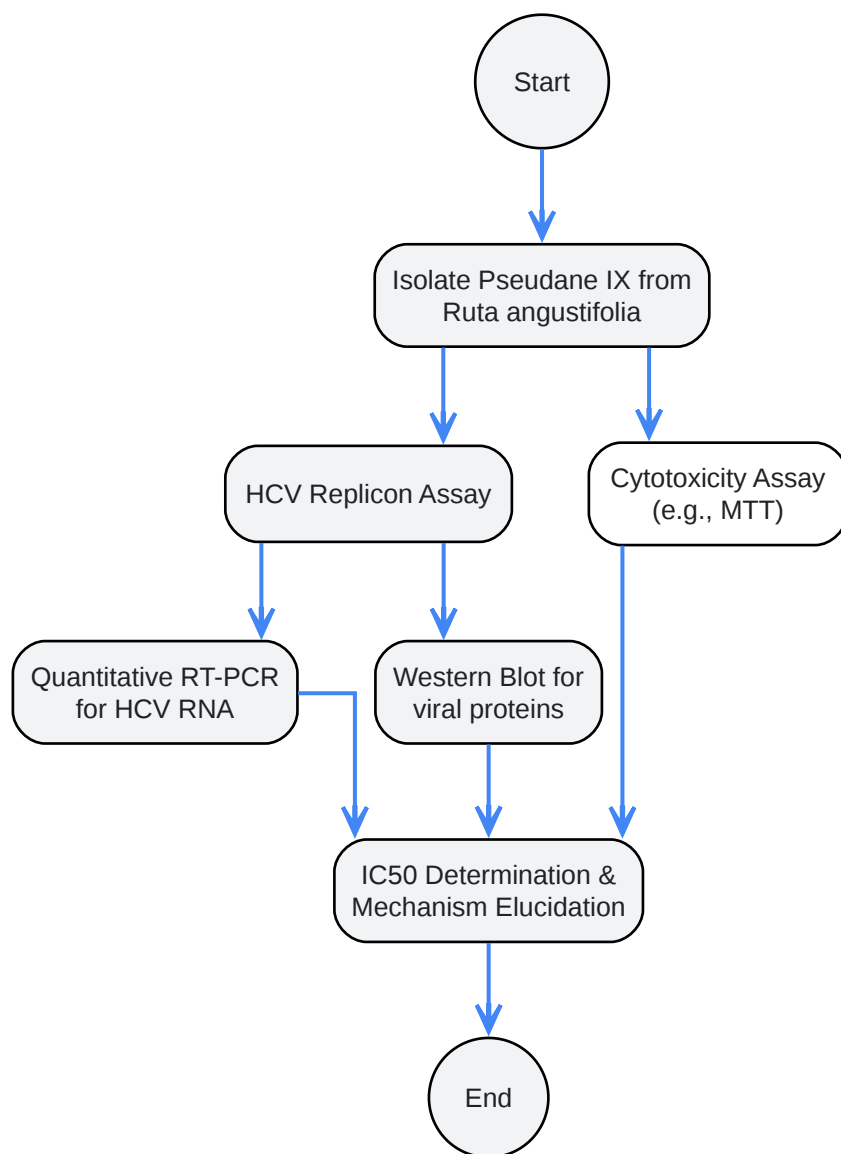 Start
Isolate Pseudane IX from
Ruta angustifolia
HCV Replicon Assay
Cytotoxicity Assay
(e.g., MTT)
Quantitative RT-PCR
for HCV RNA
Western Blot for
viral proteins
IC50 Determination &
Mechanism Elucidation
End